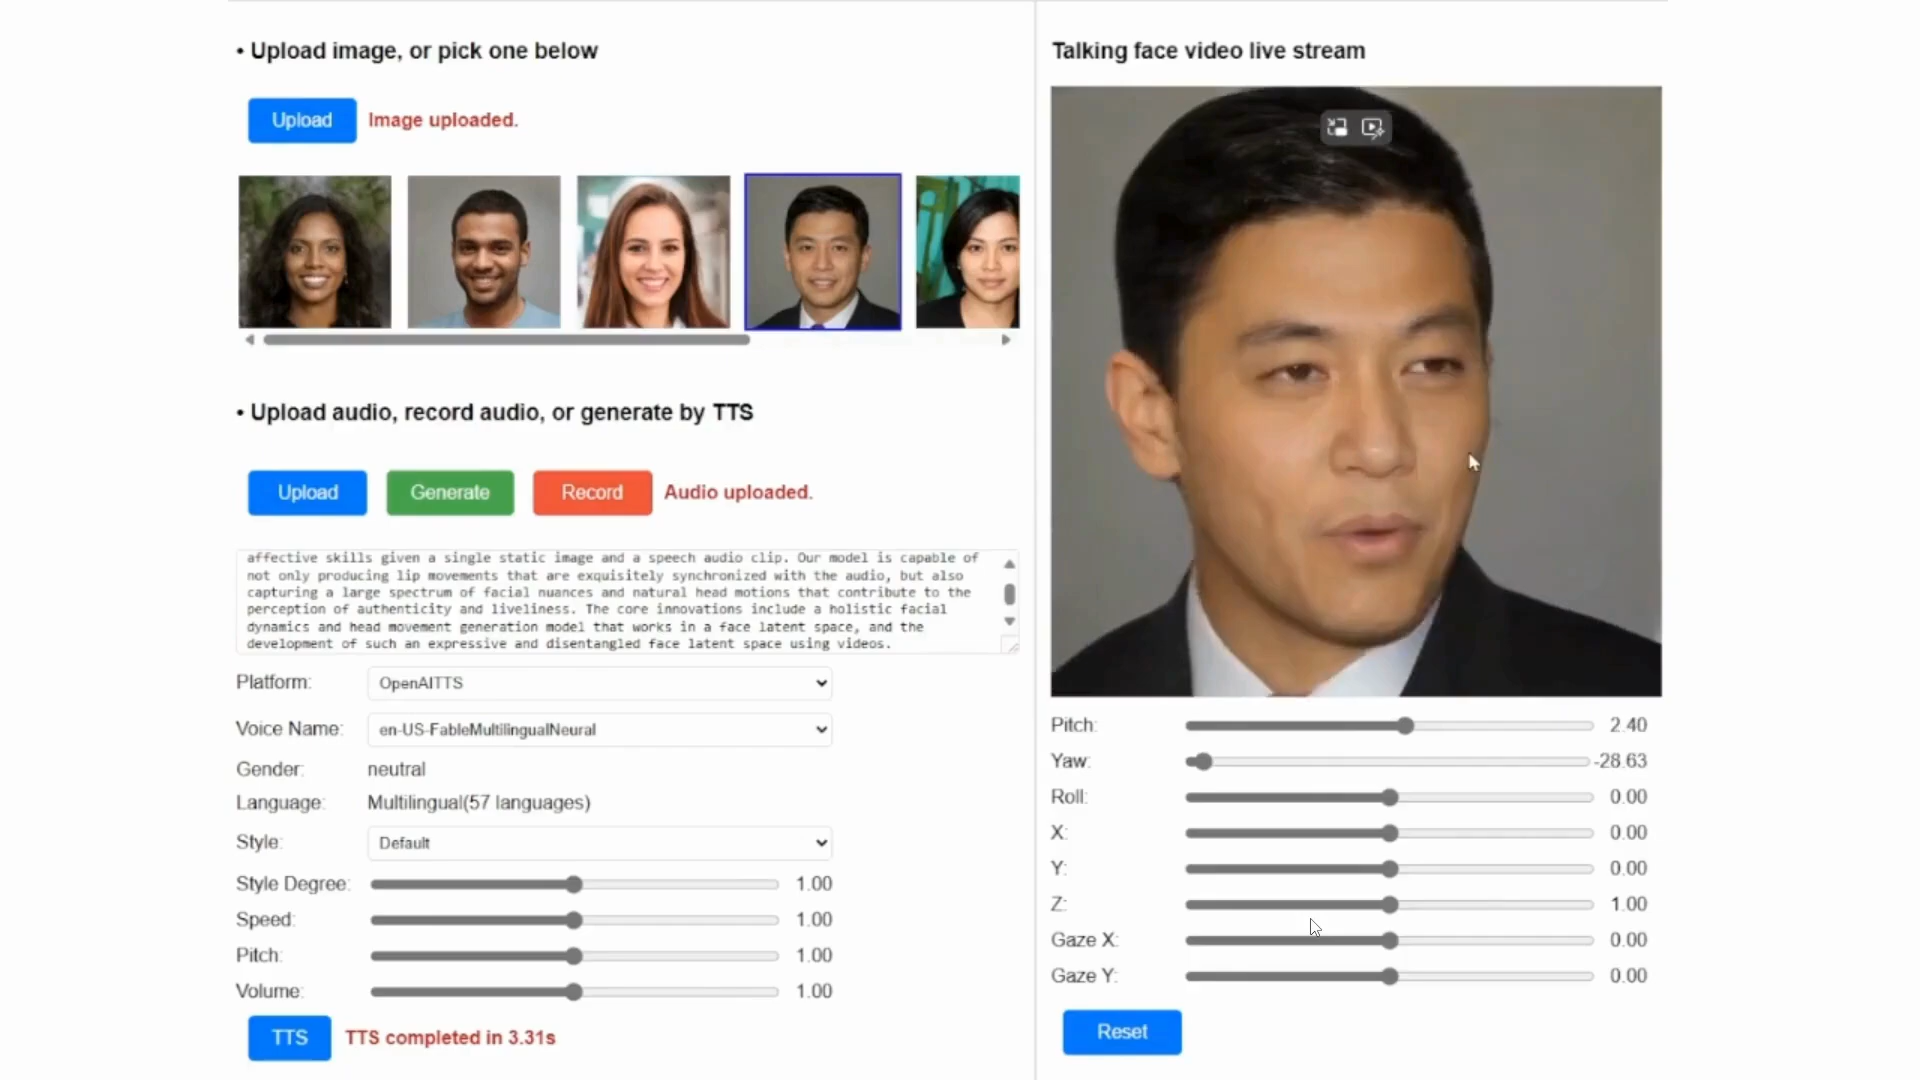 • Upload image, or pick one below
Upload
Image uploaded.
• Upload audio, record audio, or generate by TTS
Upload
Generate
Record
Audio uploaded.
affective skills given a single static image and a speech audio clip. Our model is capable of
not only producing lip movements that are exquisitely synchronized with the audio, but also
capturing a large spectrum of facial nuances and natural head motions that contribute to the
perception of authenticity and liveliness. The core innovations include a holistic facial
dynamics and head movement generation model that works in a face latent space, and the
development of such an expressive and disentangled face latent space using videos.
Platform: OpenAITTS
Voice Name: en-US-FableMultilingualNeural
Gender: neutral
Language: Multilingual(57 languages)
Style: Default
Style Degree: 1.00
Speed: 1.00
Pitch: 1.00
Volume: 1.00
TTS
TTS completed in 3.31s
Talking face video live stream
Pitch: 2.40
Yaw: -28.63
Roll: 0.00
X: 0.00
Y: 0.00
Z: 1.00
Gaze X: 0.00
Gaze Y: 0.00
Reset